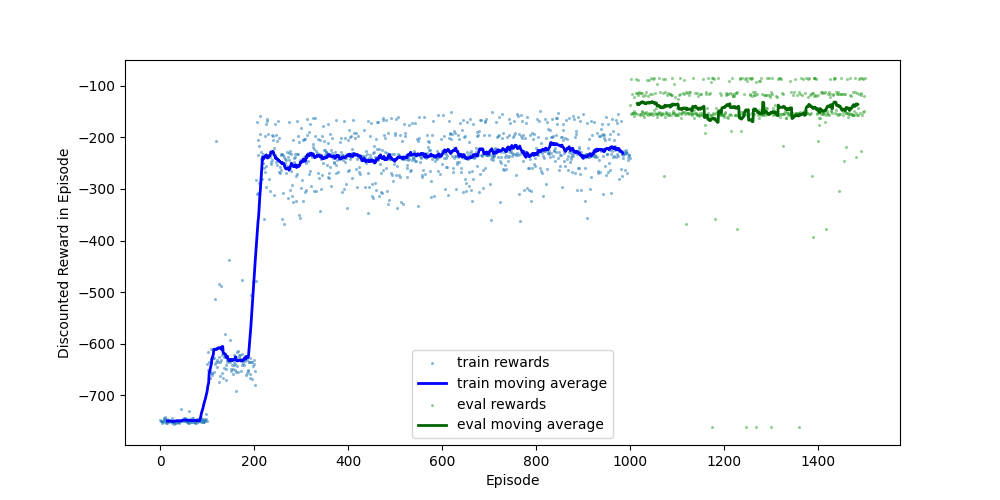 −100
−200
−300
−400
−500
−600
−700
Discounted Reward in Episode
train rewards
train moving average
eval rewards
eval moving average
0 200 400 600 800 1000 1200 1400
Episode